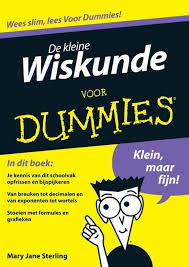 Wees slim, lees Voor Dummies!
De kleine
Wiskunde
VOOR
DUMMIES®
Klein,
maar
fijn!
In dit boek:
Je kennis van dit schoolvak
opfrissen en bijspijkeren
Van breuken tot decimalen en
van exponenten tot wortels
Stoeien met formules en
grafieken
Mary Jane Sterling